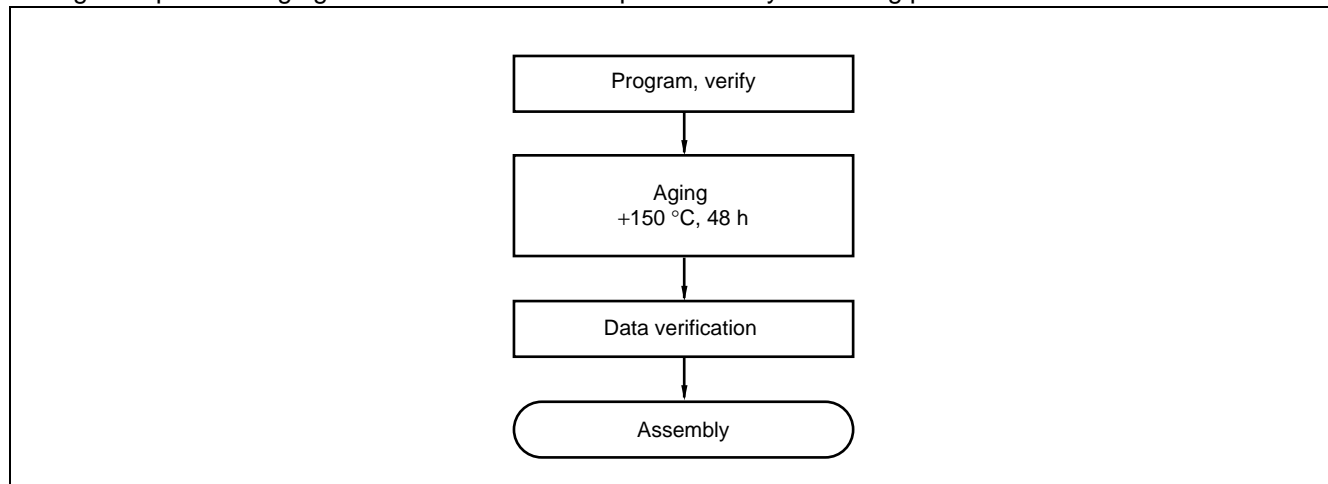 Program, verify
Aging
+150 °C, 48 h
Data verification
Assembly